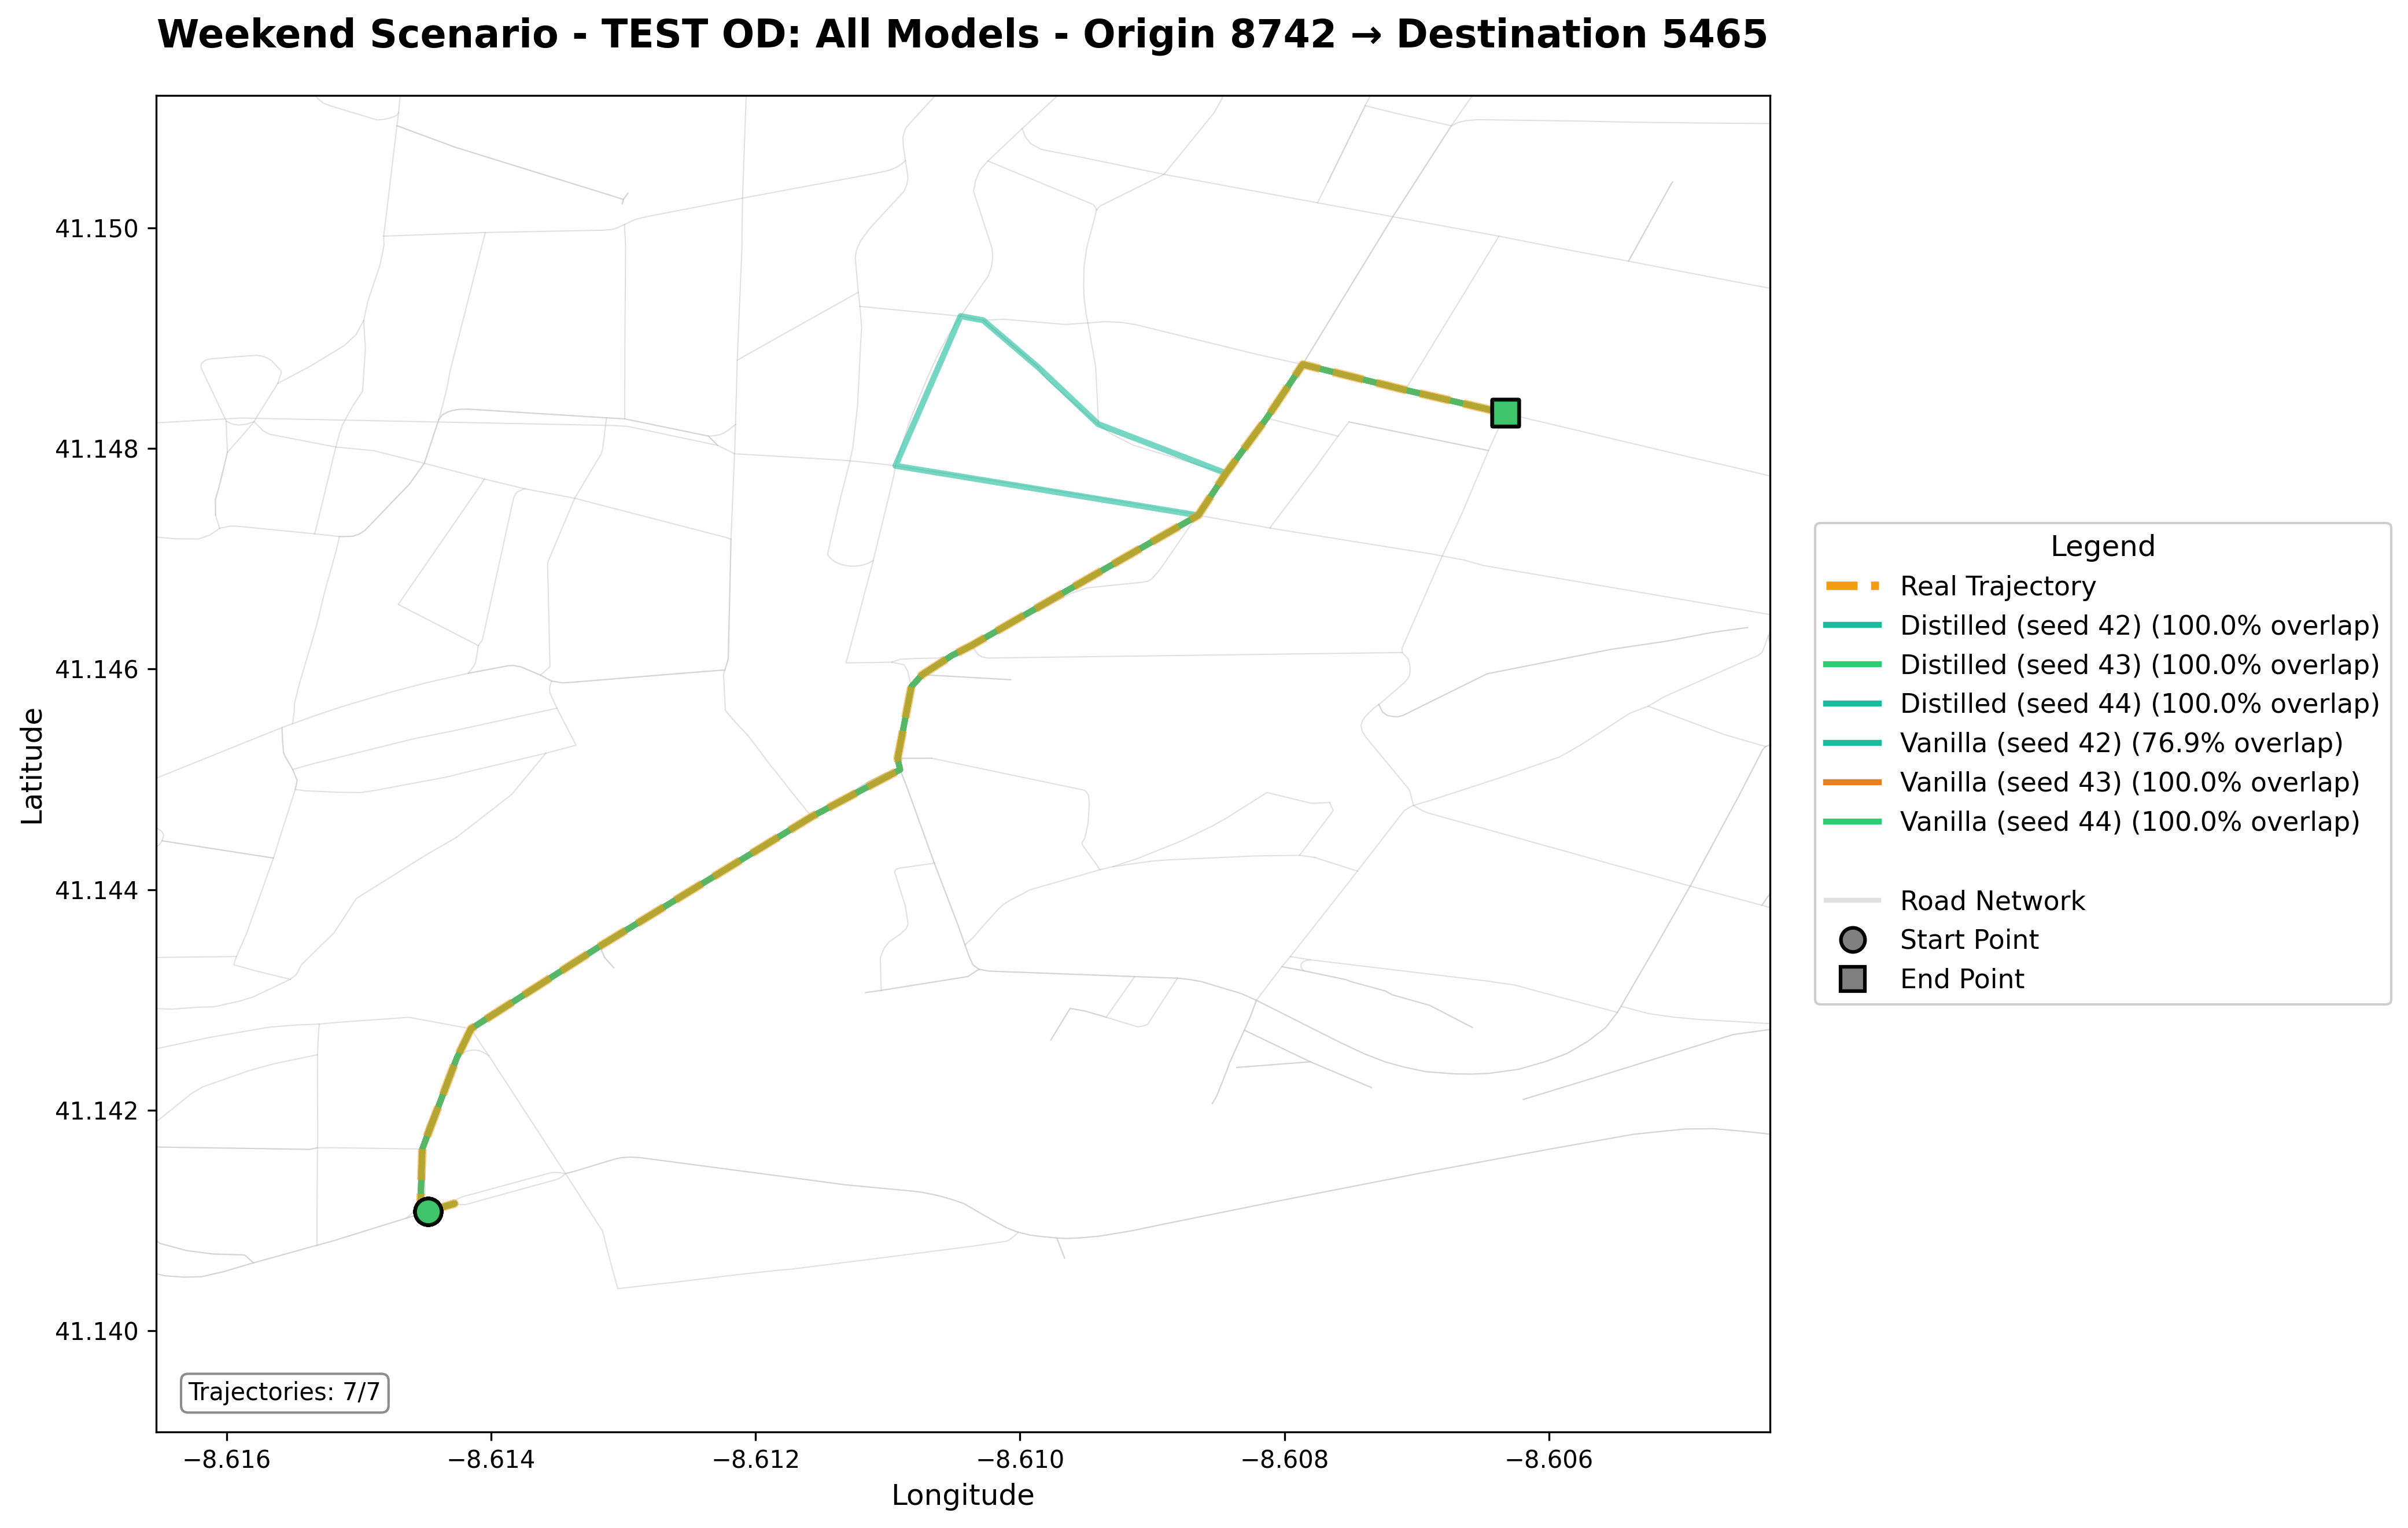 Weekend Scenario - TEST OD: All Models - Origin 8742 → Destination 5465
41.150
41.148
41.146
41.144
41.142
41.140
Latitude
−8.616
−8.614
−8.612
−8.610
−8.608
−8.606
Longitude
Trajectories: 7/7
Legend
Real Trajectory
Distilled (seed 42) (100.0% overlap)
Distilled (seed 43) (100.0% overlap)
Distilled (seed 44) (100.0% overlap)
Vanilla (seed 42) (76.9% overlap)
Vanilla (seed 43) (100.0% overlap)
Vanilla (seed 44) (100.0% overlap)
Road Network
Start Point
End Point